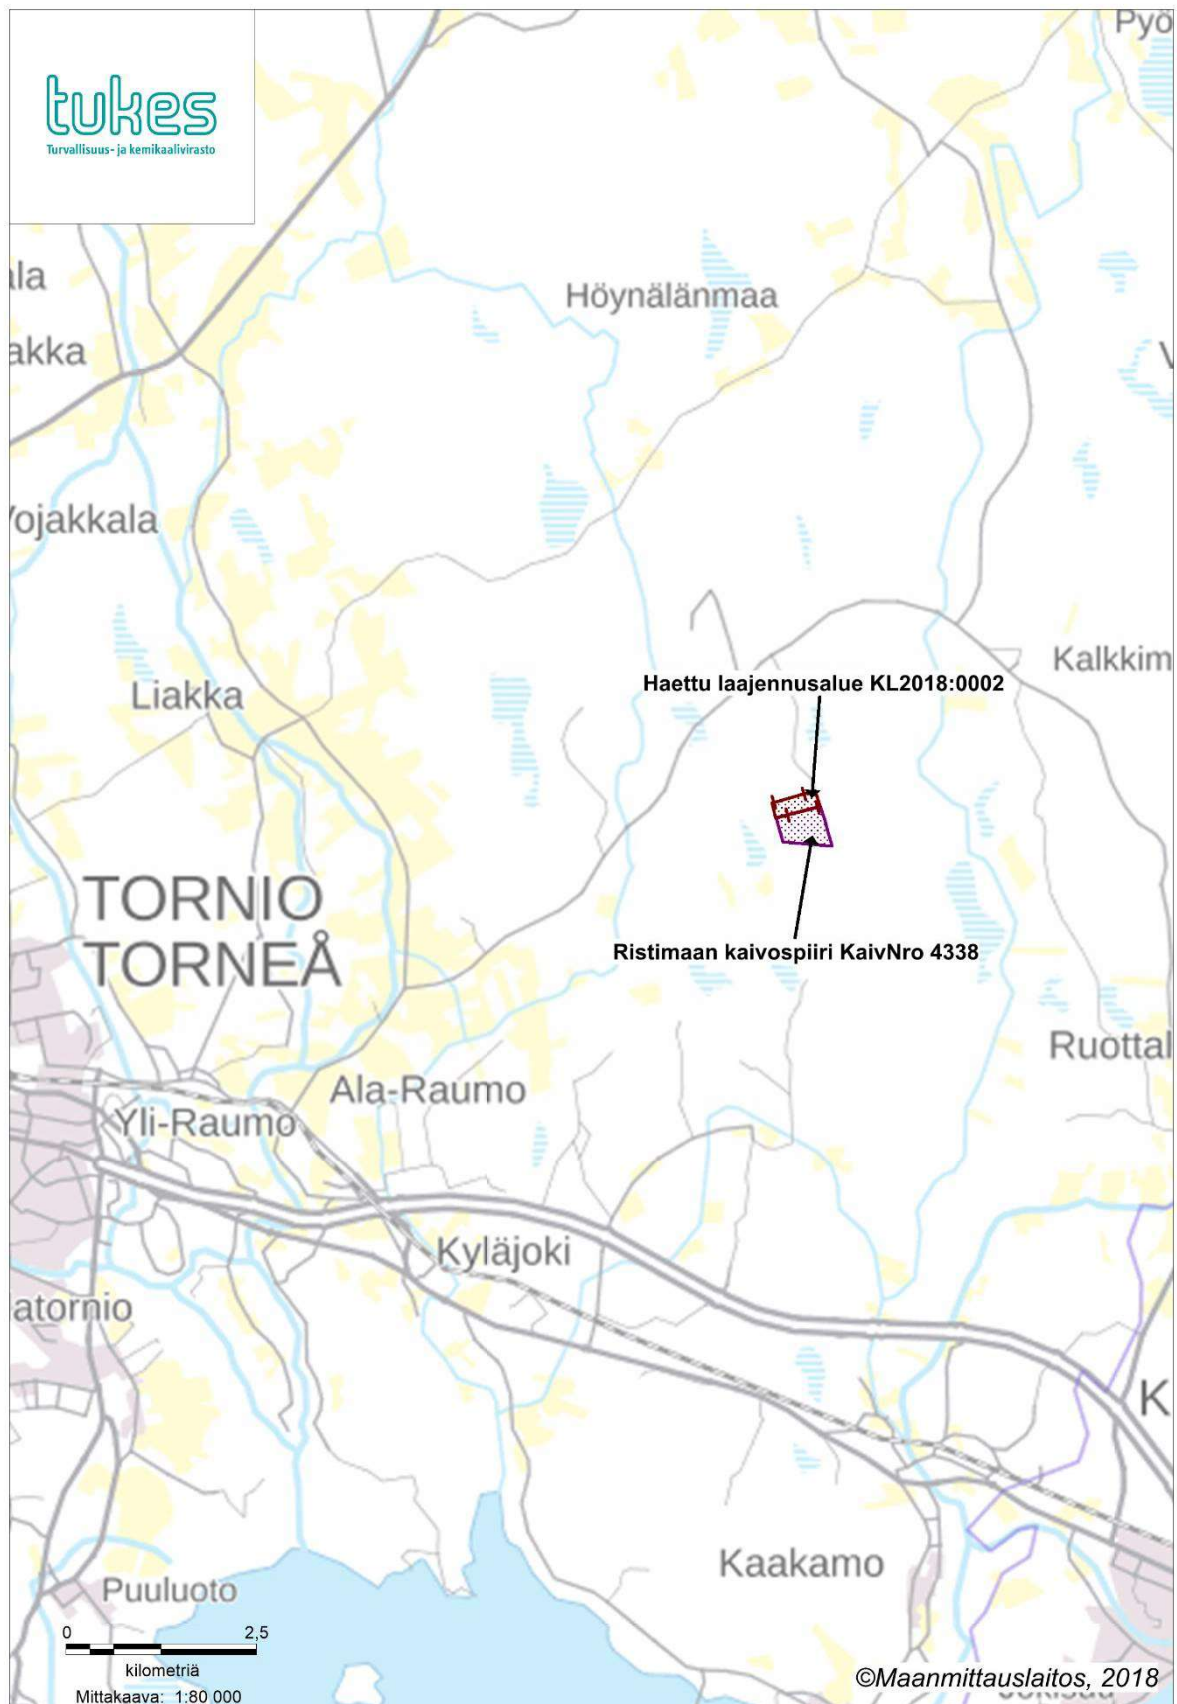 tukes
Turvallisuus- ja kemikaalivirasto
Pyö
ala
Höynälänmaa
akka
V
Vojakkala
Kalkkim
Haettu laajennusalue KL2018:0002
Liakka
TORNIO
TORNEÅ
Ristimaan kaivospiiri KaivNro 4338
Ruottal
Ala-Raumo
Yli-Raumo
Kyläjoki
atornio
K
Kaakamo
Puuluoto
0 2,5
kilometriä
Mittakaava: 1:80 000
©Maanmittauslaitos, 2018